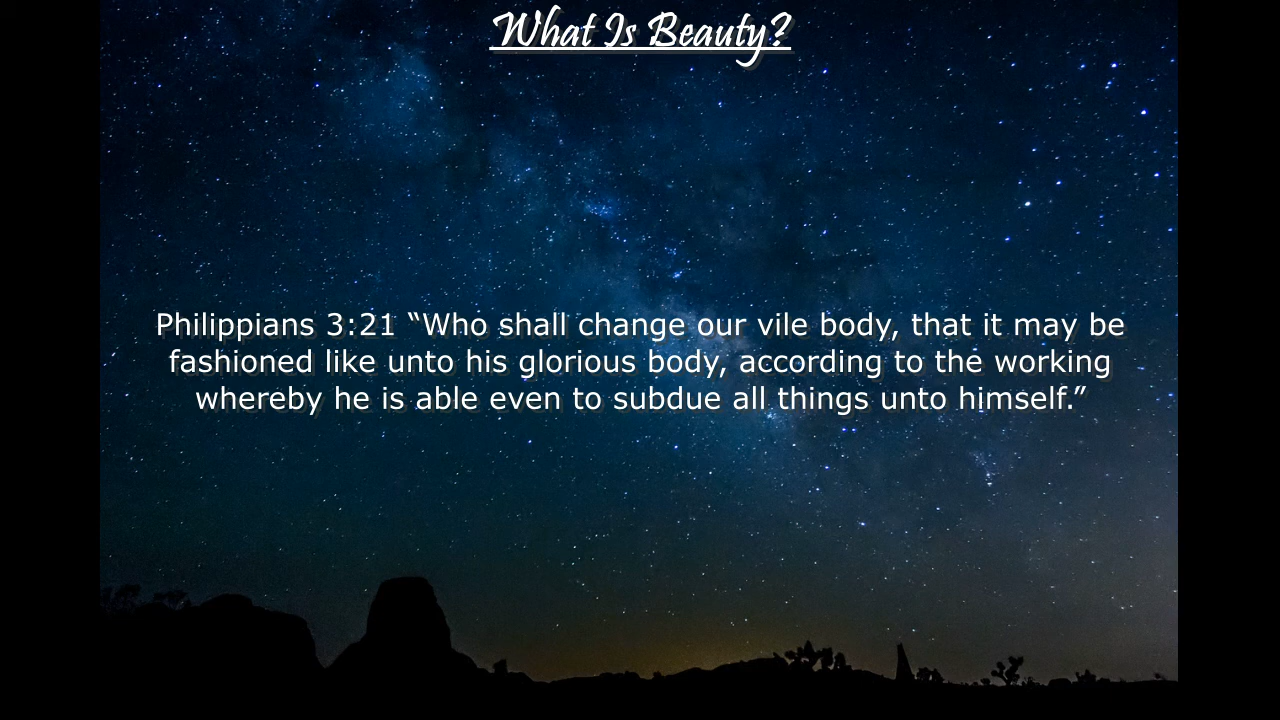 What Is Beauty?
Philippians 3:21 “Who shall change our vile body, that it may be
fashioned like unto his glorious body, according to the working
whereby he is able even to subdue all things unto himself.”